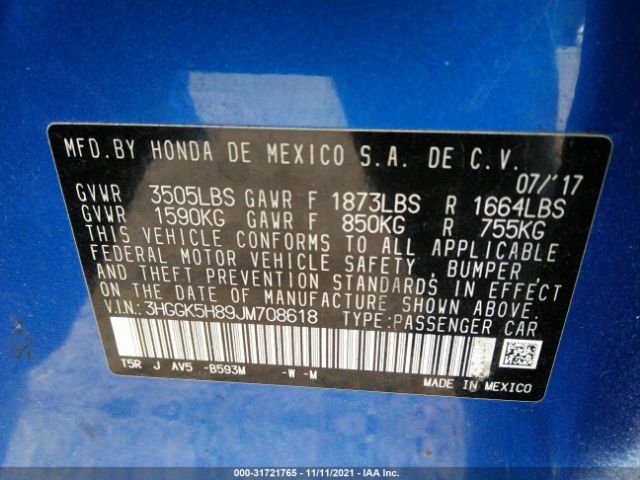 MFD. BY HONDA DE MEXICO S.A. DE C.V.
07/'17
GVWR 3505LBS GAWR F 1873LBS R 1664LBS
GVWR 1590KG GAWR F 850KG R 755KG
THIS VEHICLE CONFORMS TO ALL APPLICABLE
FEDERAL MOTOR VEHICLE SAFETY, BUMPER,
AND THEFT PREVENTION STANDARDS IN EFFECT
ON THE DATE OF MANUFACTURE SHOWN ABOVE.
V.I.N.: 3HGGK5H89JM708618 TYPE: PASSENGER CAR
T5R J AV5 -B593M -W -M
MADE IN MEXICO
000-31721765 - 11/11/2021 - IAA Inc.